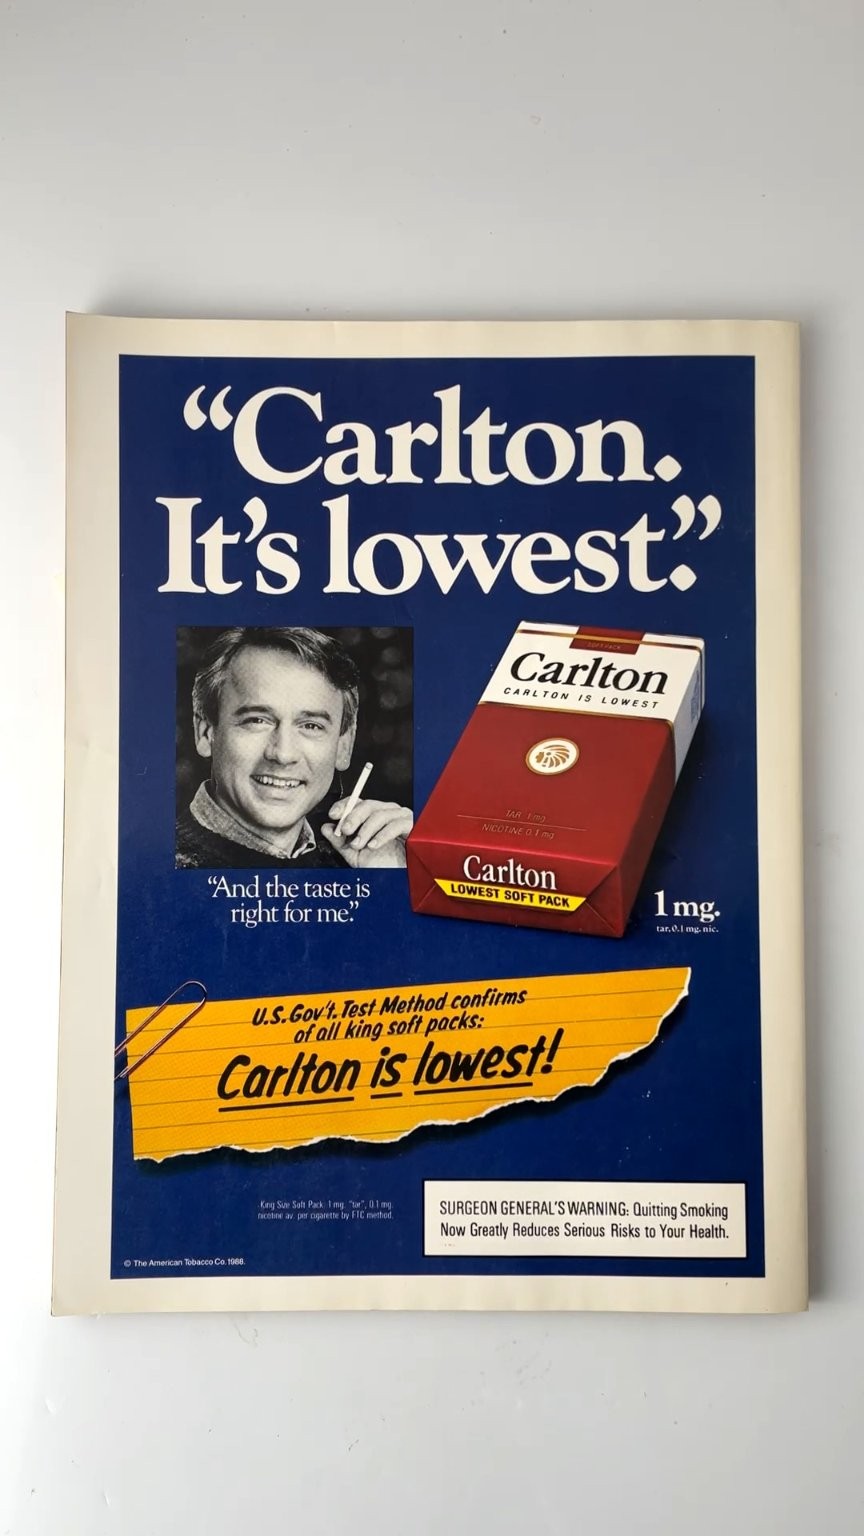 “Carlton.
It's lowest.”
SOFT PACK
Carlton
CARLTON IS LOWEST
TAR 1 mg.
NICOTINE 0.1 mg
Carlton
LOWEST SOFT PACK
“And the taste is
right for me.”
1 mg.
tar, 0.1 mg. nic.
U.S. Gov't. Test Method confirms
of all king soft packs:
Carlton is lowest!
King Size Soft Pack: 1 mg. "tar", 0.1 mg.
nicotine av. per cigarette by FTC method.
SURGEON GENERAL'S WARNING: Quitting Smoking
Now Greatly Reduces Serious Risks to Your Health.
© The American Tobacco Co. 1988.